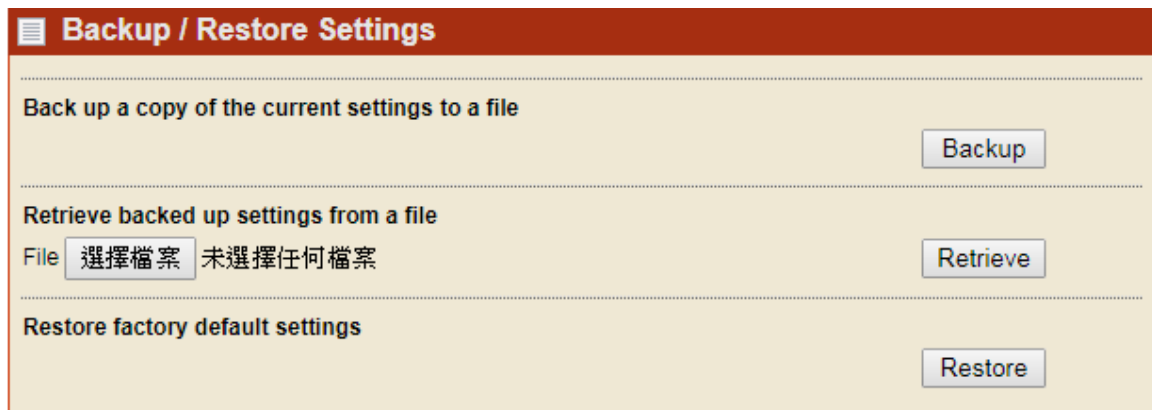 Backup / Restore Settings
Back up a copy of the current settings to a file
Backup
Retrieve backed up settings from a file
File 選擇檔案 未選擇任何檔案 Retrieve
Restore factory default settings
Restore